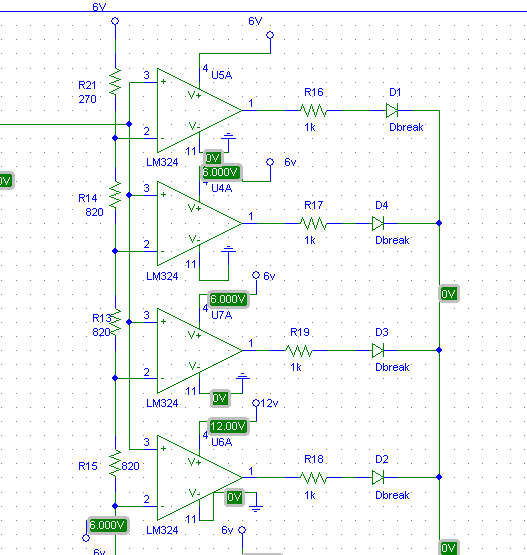 6V
6V
4
U5A
R21
270
3
+
V+
R16
D1
1
1k
Dbreak
V-
2
-
11
LM324
0V
6.000V
6v
0V
4
U4A
R14
820
3
+
V+
R17
D4
1
1k
Dbreak
V-
2
-
11
LM324
6v
6.000V
0V
U7A
R13
820
3
+
V+
R19
D3
1
1k
Dbreak
V-
2
-
11
0V
LM324
12v
12.00V
4
U6A
3
+
R15
820
V+
R18
D2
1
1k
Dbreak
V-
0V
2
-
11
6.000V
LM324
6v
6v
0V